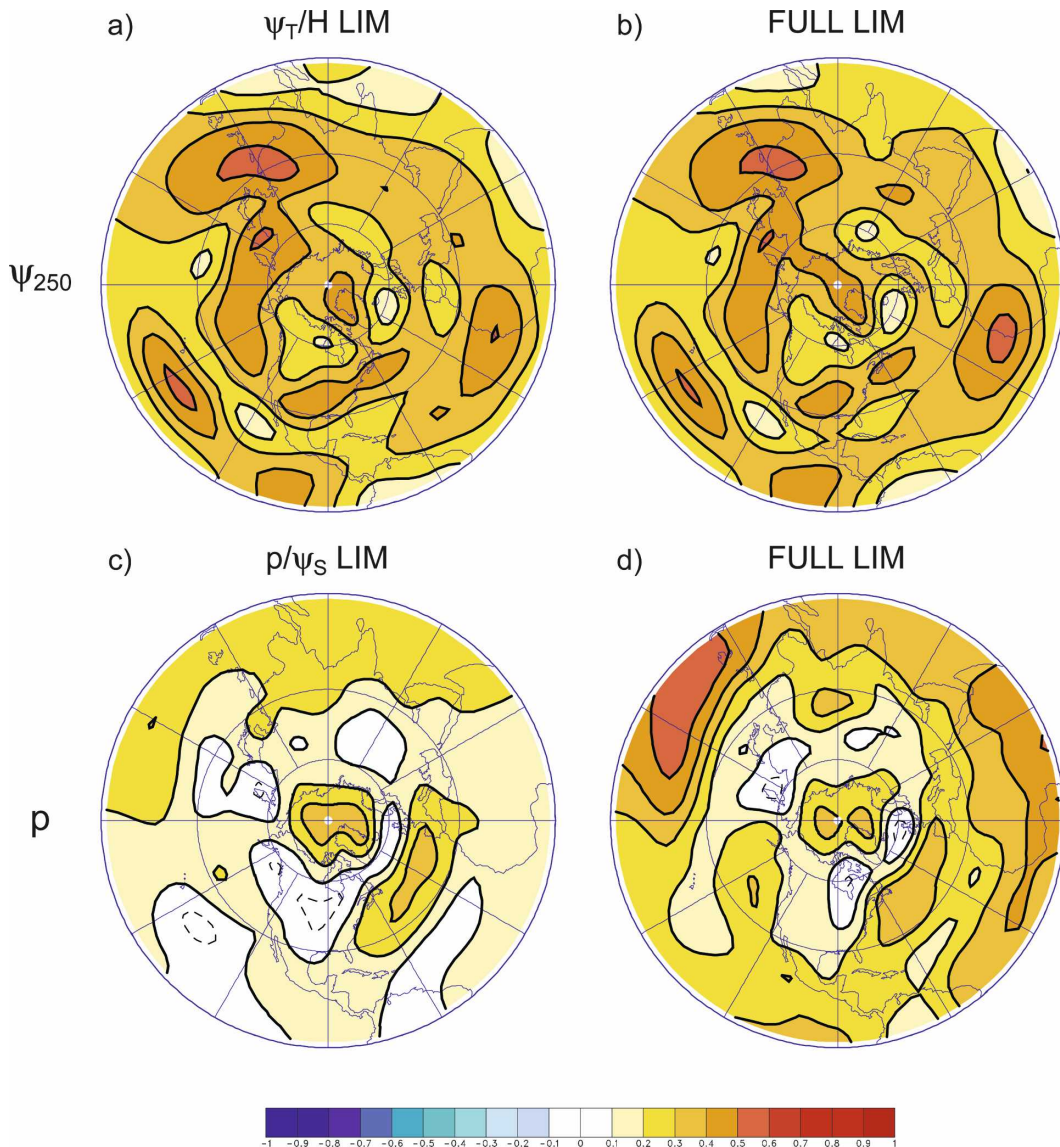 a) ψT/H LIM b) FULL LIM
ψ250
c) p/ψS LIM d) FULL LIM
p
-1 -0.9 -0.8 -0.7 -0.6 -0.5 -0.4 -0.3 -0.2 -0.1 0 0.1 0.2 0.3 0.4 0.5 0.6 0.7 0.8 0.9 1